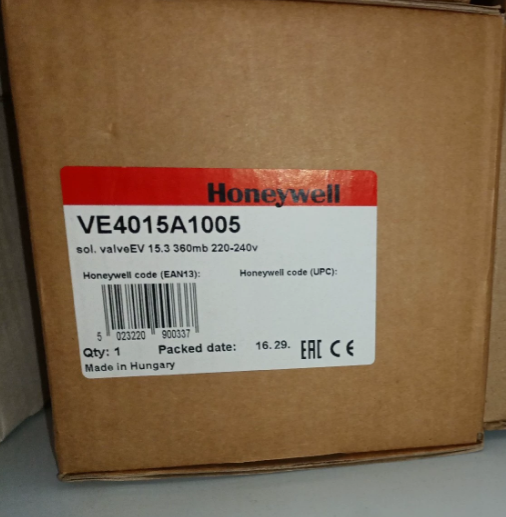 Honeywell
VE4015A1005
sol. valveEV 15.3 360mb 220-240v
Honeywell code (EAN13): Honeywell code (UPC):
5 023220 900337
Qty: 1 Packed date: 16. 29. EAC CE
Made in Hungary